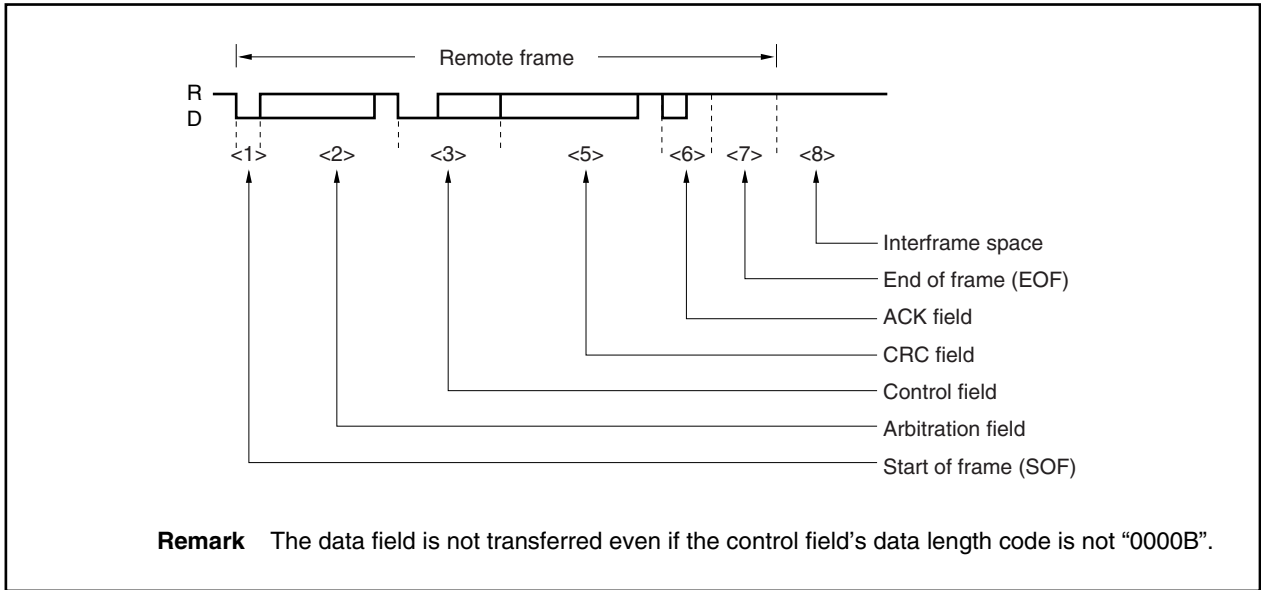 Remote frame
R
D
<1> <2> <3> <5> <6> <7> <8>
Interframe space
End of frame (EOF)
ACK field
CRC field
Control field
Arbitration field
Start of frame (SOF)
Remark The data field is not transferred even if the control field’s data length code is not “0000B”.